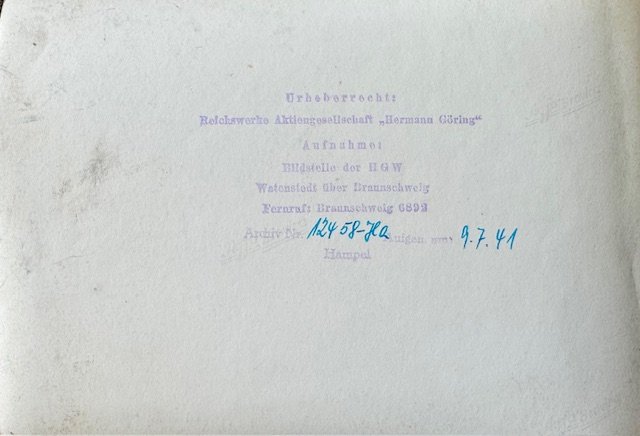 Urheberrecht:
Reichswerke Aktiengesellschaft „Hermann Göring“
Aufnahme:
Bildstelle der HGW
Watenstedt über Braunschweig
Fernruf: Braunschweig 6892
Archiv Nr. 12458-Ha 9.7.41
Hampel